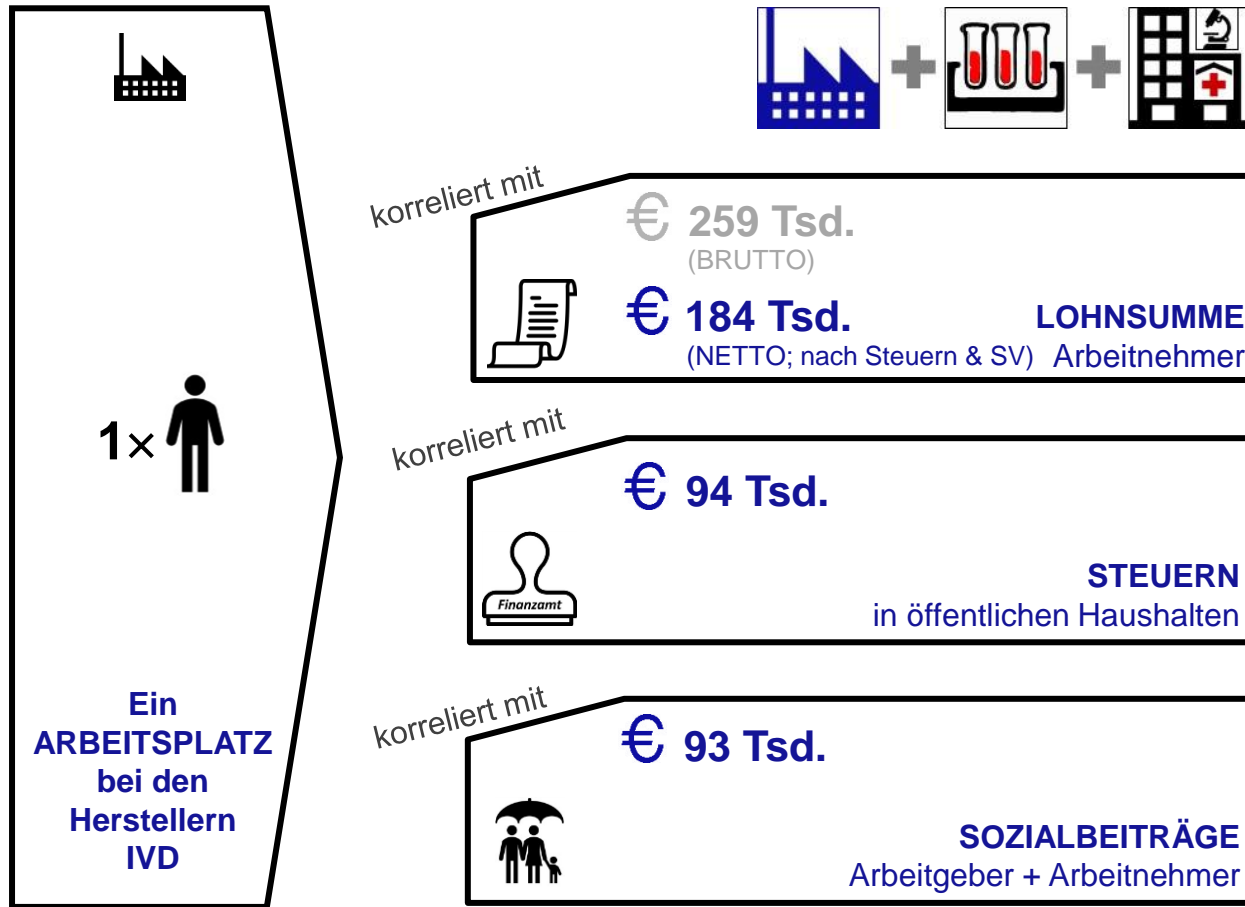 korreliert mit
€ 259 Tsd.
(BRUTTO)
€ 184 Tsd.
(NETTO; nach Steuern & SV)
LOHNSUMME
Arbeitnehmer
1×
korreliert mit
€ 94 Tsd.
Finanzamt
STEUERN
in öffentlichen Haushalten
Ein
ARBEITSPLATZ
bei den
Herstellern
IVD
korreliert mit
€ 93 Tsd.
SOZIALBEITRÄGE
Arbeitgeber + Arbeitnehmer